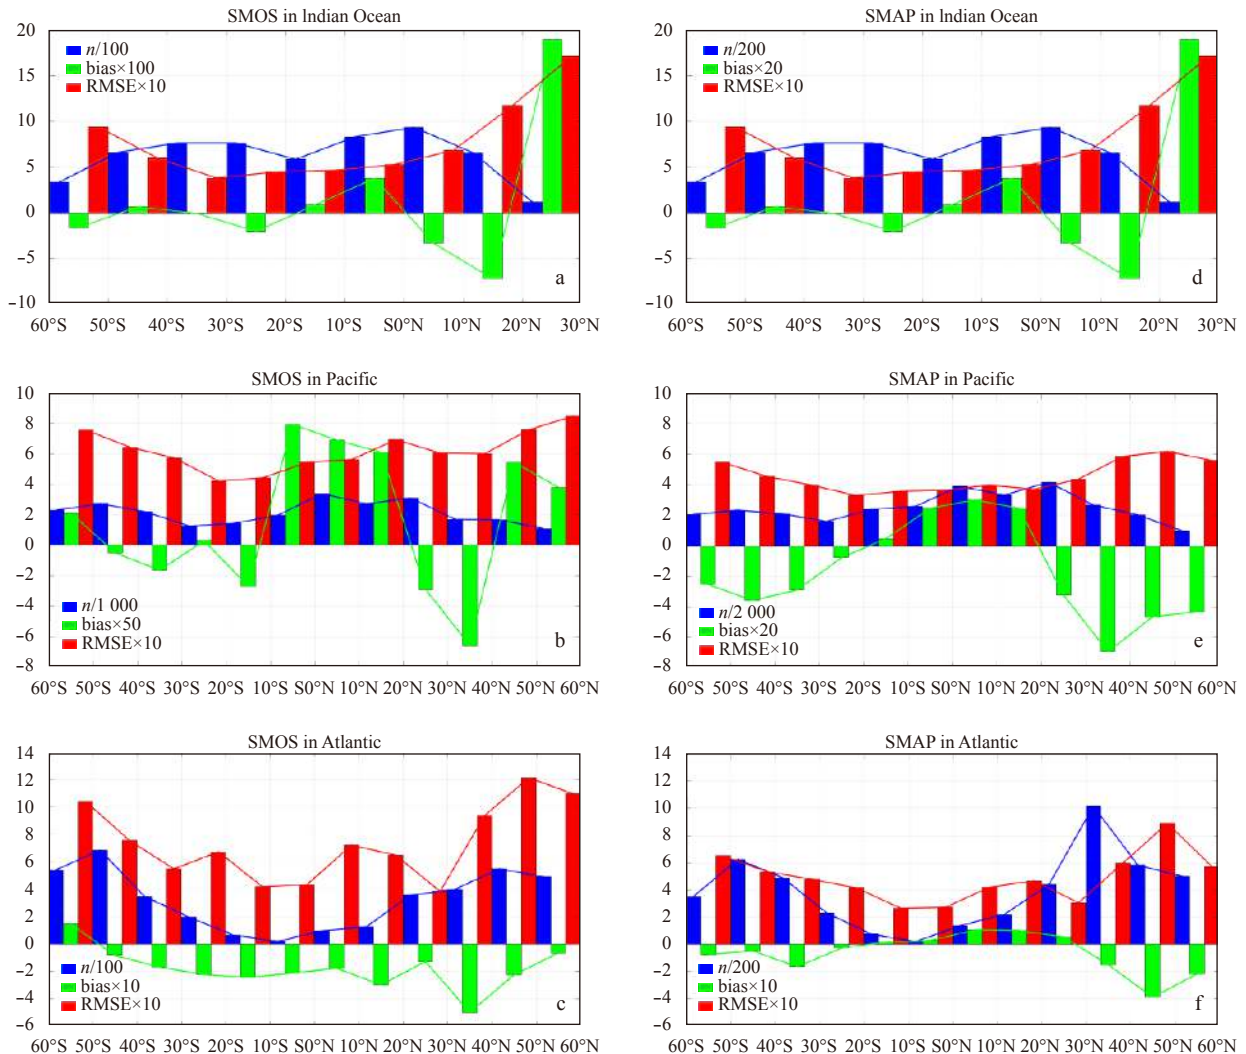 SMOS in Indian Ocean
20
15
10
5
0
−5
−10
n/100
bias×100
RMSE×10
a
60°S 50°S 40°S 30°S 20°S 10°S S0°N 10°N 20°N 30°N
SMAP in Indian Ocean
20
15
10
5
0
−5
−10
n/200
bias×20
RMSE×10
d
60°S 50°S 40°S 30°S 20°S 10°S S0°N 10°N 20°N 30°N
SMOS in Pacific
10
8
6
4
2
0
−2
−4
−6
−8
n/1 000
bias×50
RMSE×10
b
60°S 50°S 40°S 30°S 20°S 10°S S0°N 10°N 20°N 30°N 40°N 50°N 60°N
SMAP in Pacific
10
8
6
4
2
0
−2
−4
−6
−8
n/2 000
bias×20
RMSE×10
e
60°S 50°S 40°S 30°S 20°S 10°S S0°N 10°N 20°N 30°N 40°N 50°N 60°N
SMOS in Atlantic
14
12
10
8
6
4
2
0
−2
−4
−6
n/100
bias×10
RMSE×10
c
60°S 50°S 40°S 30°S 20°S 10°S S0°N 10°N 20°N 30°N 40°N 50°N 60°N
SMAP in Atlantic
14
12
10
8
6
4
2
0
−2
−4
−6
n/200
bias×10
RMSE×10
f
60°S 50°S 40°S 30°S 20°S 10°S S0°N 10°N 20°N 30°N 40°N 50°N 60°N